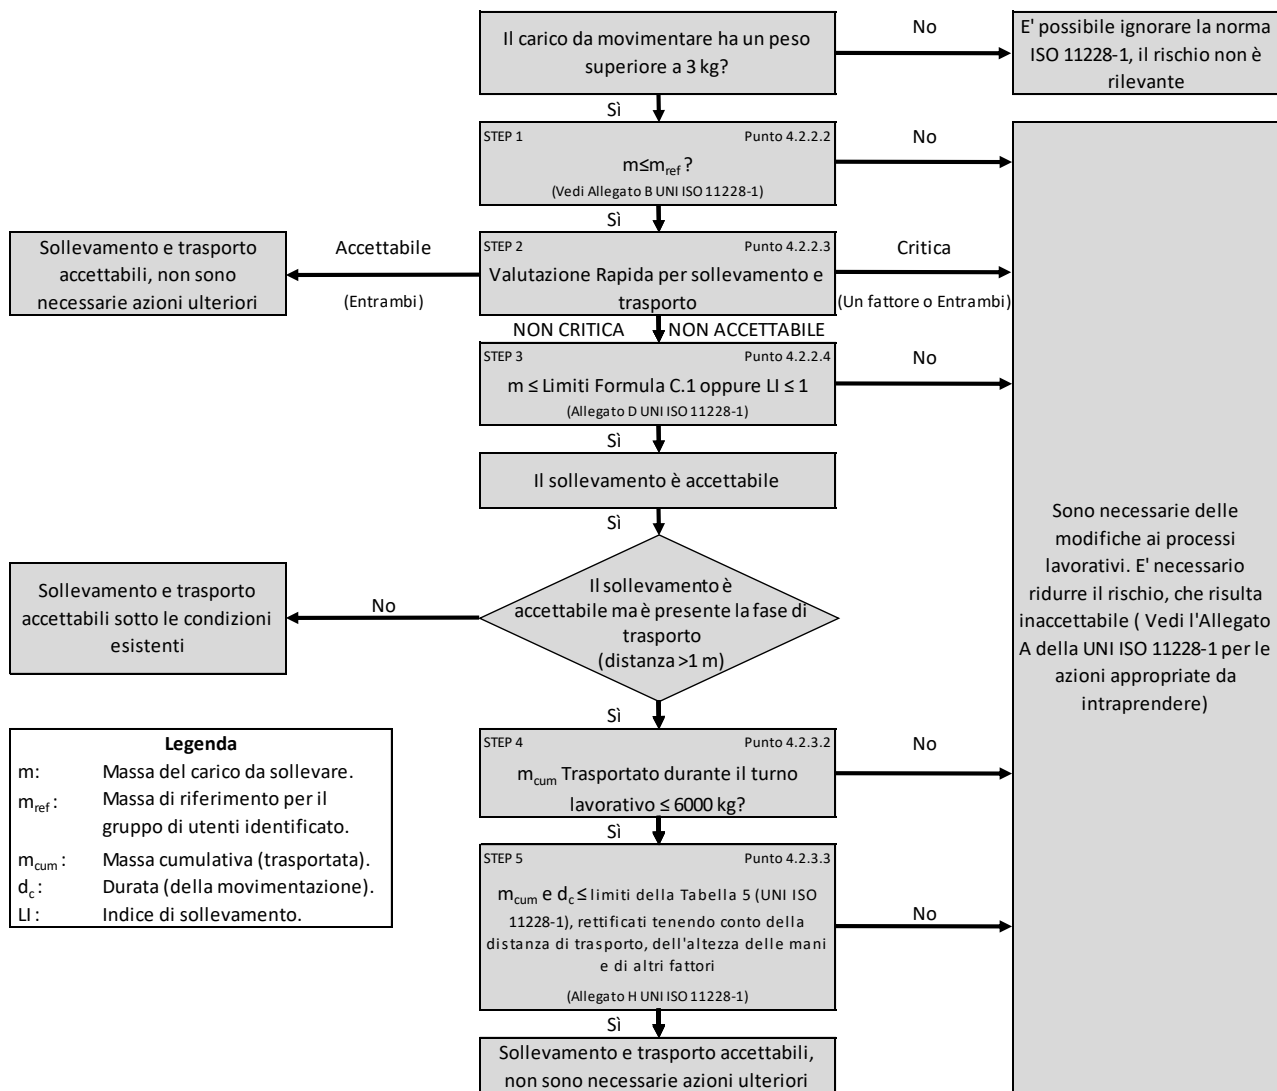 Il carico da movimentare ha un peso
superiore a 3 kg?
No
E' possibile ignorare la norma
ISO 11228-1, il rischio non è
rilevante
Sì
STEP 1 Punto 4.2.2.2
m≤m_ref ?
(Vedi Allegato B UNI ISO 11228-1)
No
Sì
Sollevamento e trasporto
accettabili, non sono
necessarie azioni ulteriori
Accettabile
(Entrambi)
STEP 2 Punto 4.2.2.3
Valutazione Rapida per sollevamento e
trasporto
Critica
(Un fattore o Entrambi)
NON CRITICA NON ACCETTABILE
STEP 3 Punto 4.2.2.4
m ≤ Limiti Formula C.1 oppure LI ≤ 1
(Allegato D UNI ISO 11228-1)
No
Sì
Il sollevamento è accettabile
Sì
Sono necessarie delle
modifiche ai processi
lavorativi. E' necessario
ridurre il rischio, che risulta
inaccettabile ( Vedi l'Allegato
A della UNI ISO 11228-1 per le
azioni appropriate da
intraprendere)
Sollevamento e trasporto
accettabili sotto le condizioni
esistenti
No
Il sollevamento è
accettabile ma è presente la fase di
trasporto
(distanza >1 m)
Sì
STEP 4 Punto 4.2.3.2
m_cum Trasportato durante il turno
lavorativo ≤ 6000 kg?
No
Sì
Legenda
m: Massa del carico da sollevare.
m_ref : Massa di riferimento per il
gruppo di utenti identificato.
m_cum : Massa cumulativa (trasportata).
d_c : Durata (della movimentazione).
LI : Indice di sollevamento.
STEP 5 Punto 4.2.3.3
m_cum e d_c ≤ limiti della Tabella 5 (UNI ISO
11228-1), rettificati tenendo conto della
distanza di trasporto, dell'altezza delle mani
e di altri fattori
(Allegato H UNI ISO 11228-1)
No
Sì
Sollevamento e trasporto accettabili,
non sono necessarie azioni ulteriori